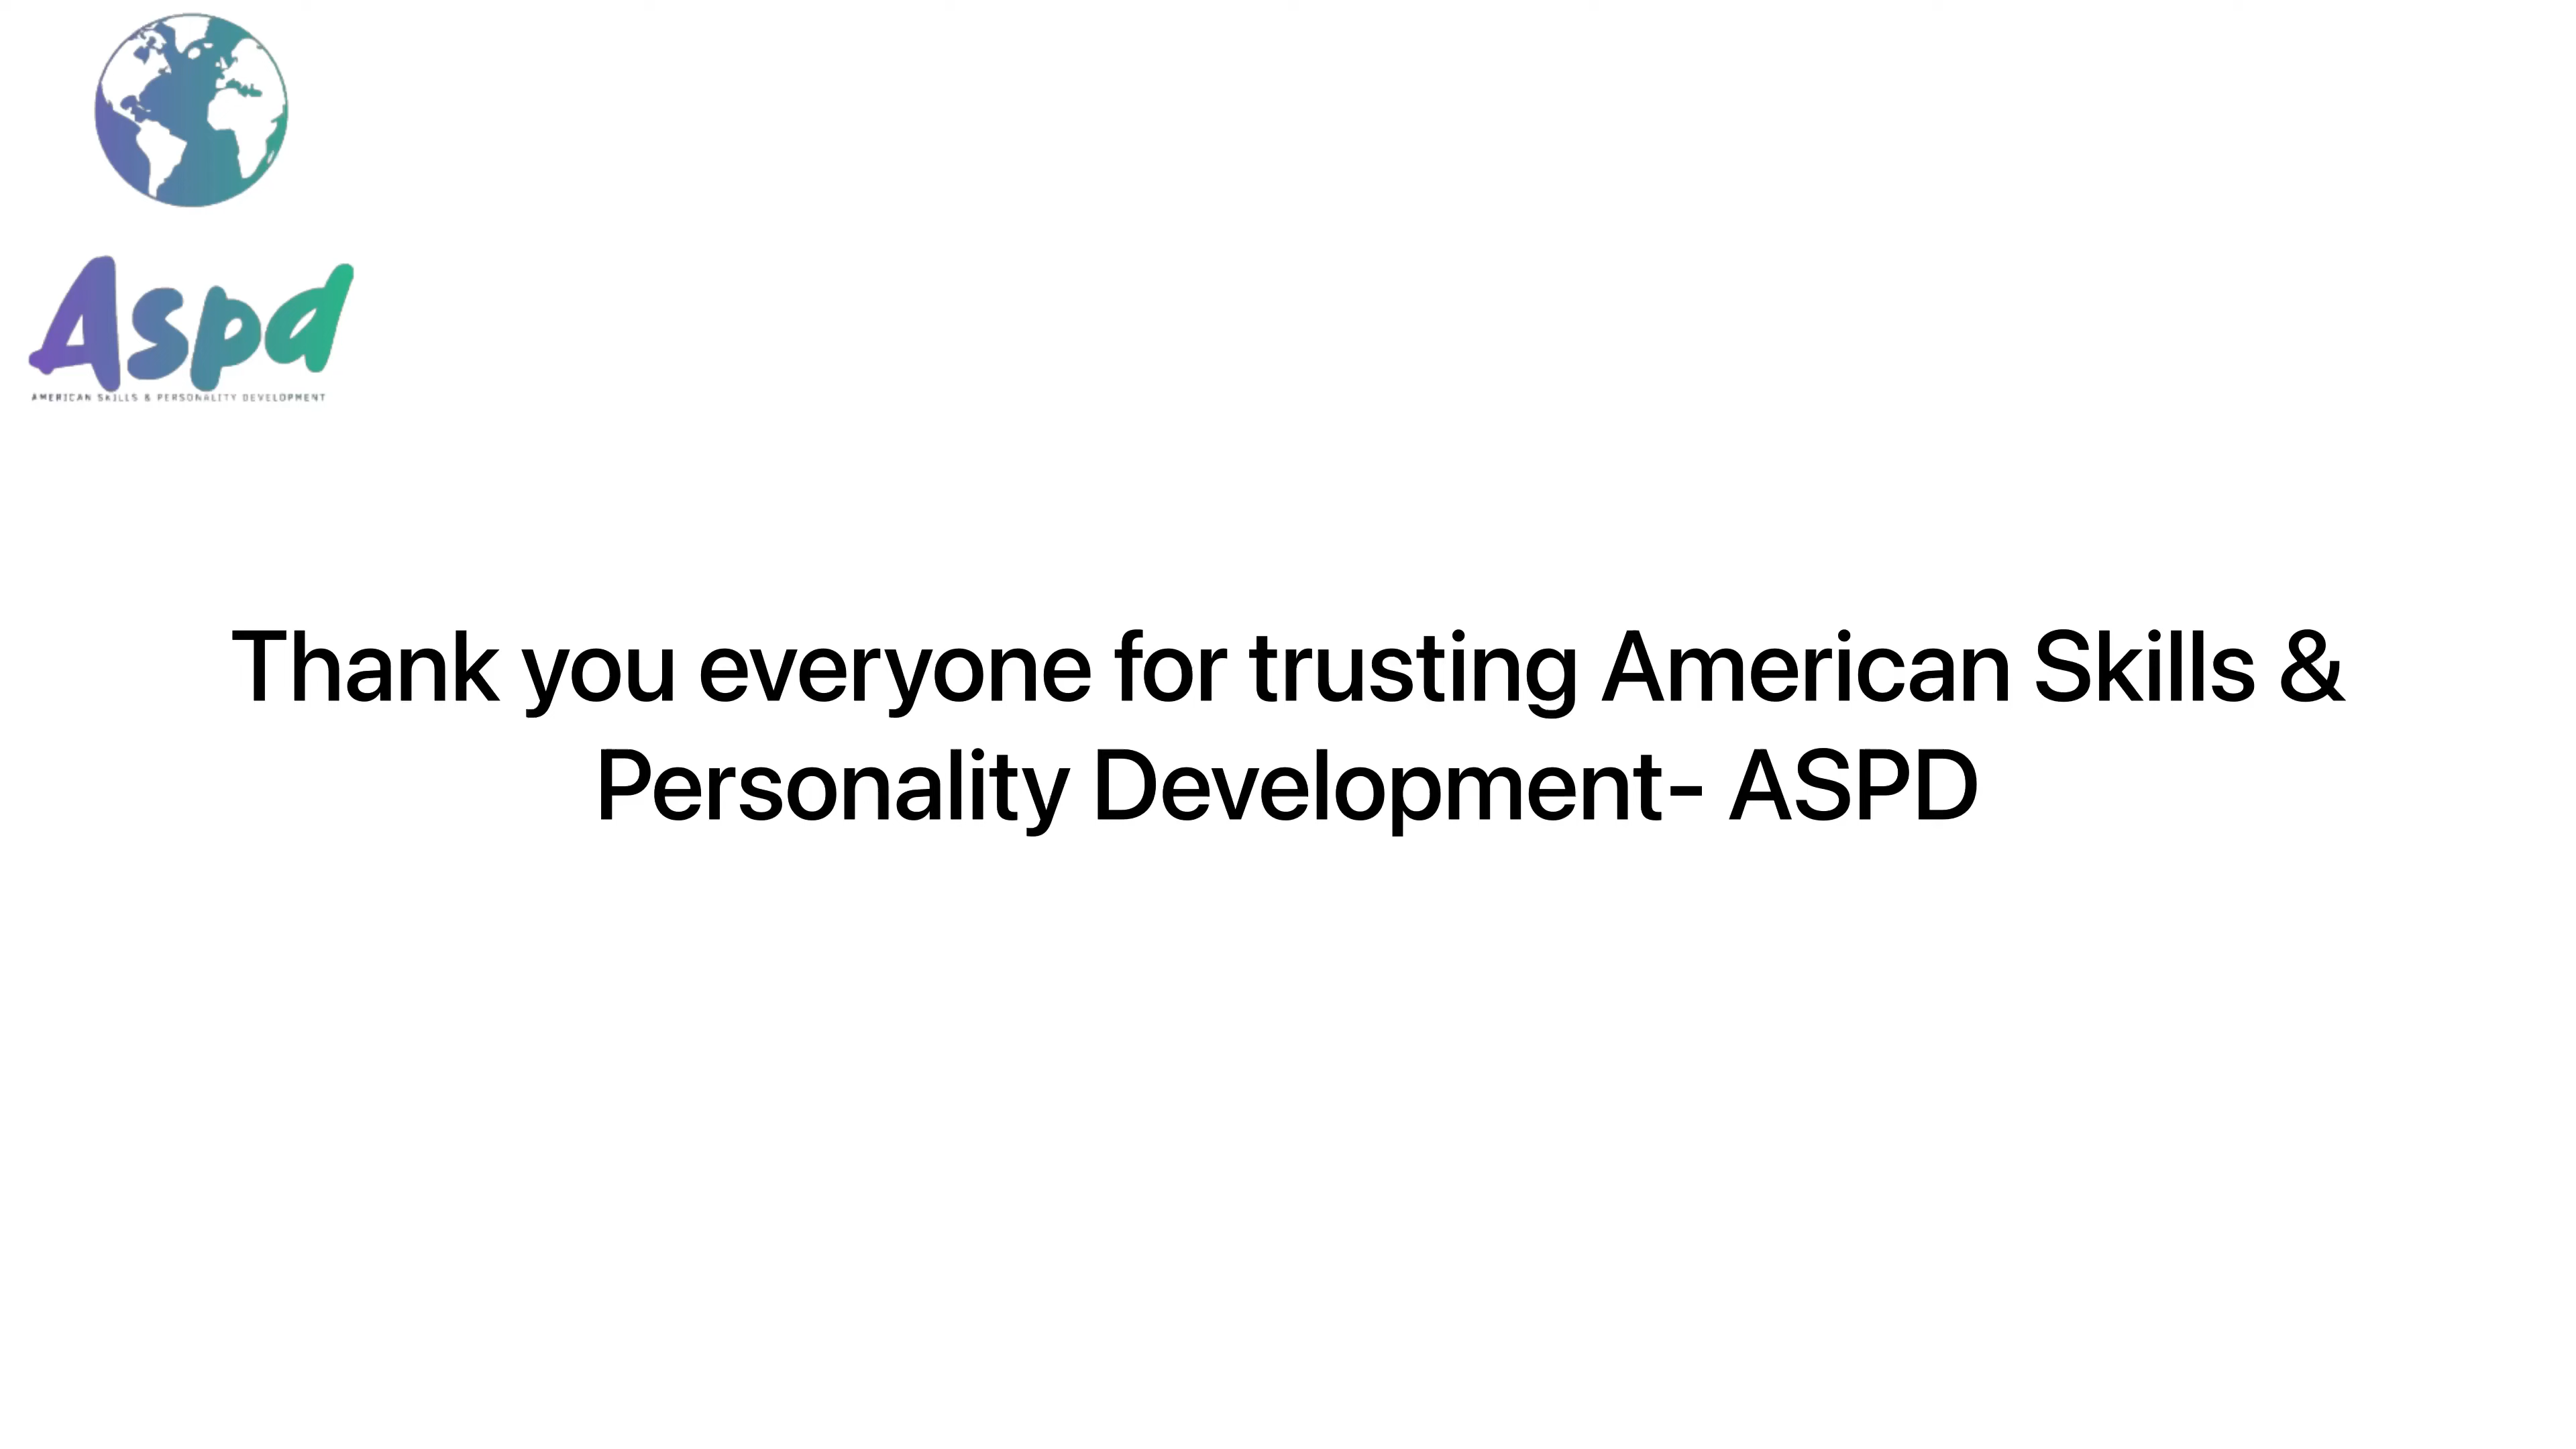 Aspd
AMERICAN SKILLS & PERSONALITY DEVELOPMENT
Thank you everyone for trusting American Skills &
Personality Development- ASPD